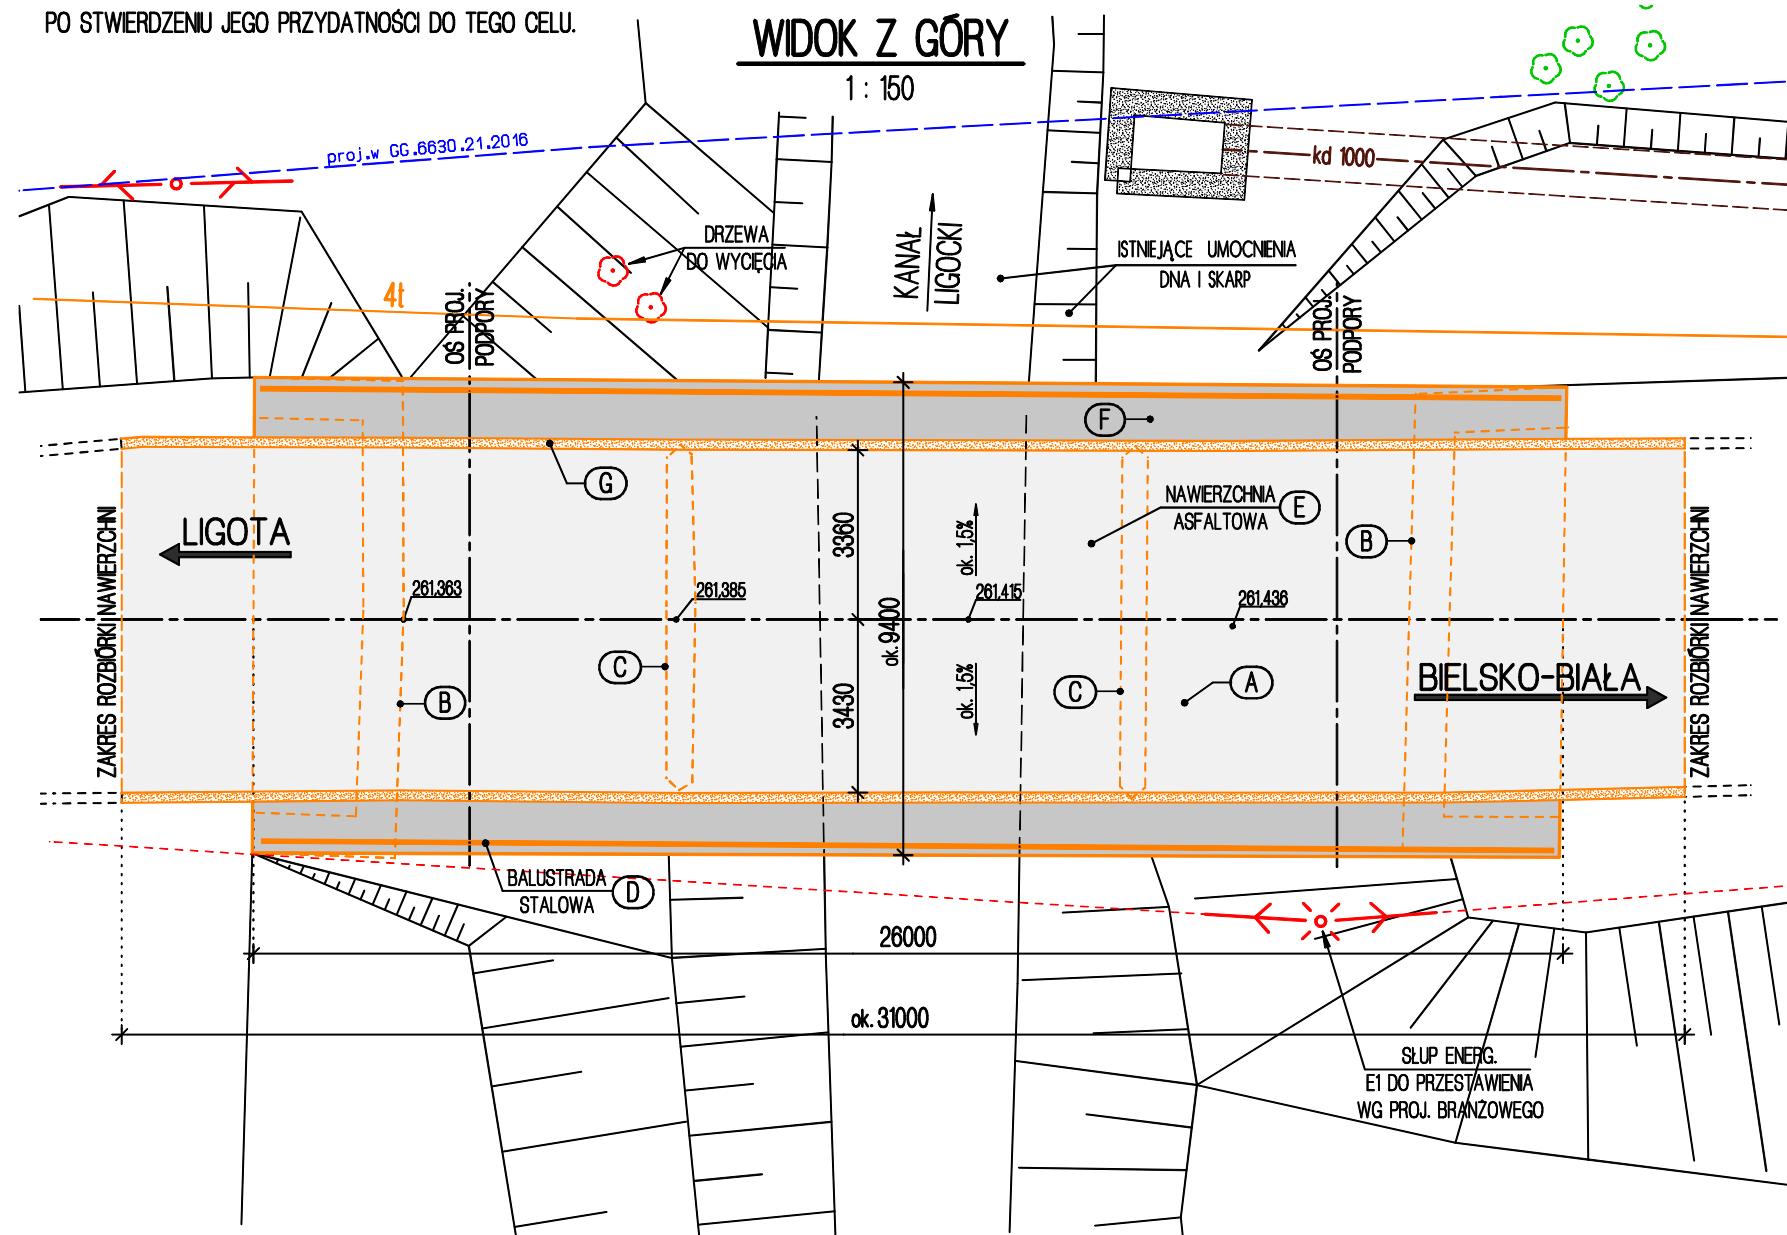 PO STWIERDZENIU JEGO PRZYDATNOŚCI DO TEGO CELU.
WIDOK Z GÓRY
1 : 150
proj.w GG.6630.21.2016
kd 1000
DRZEWA
DO WYCIĘCIA
KANAŁ
LIGOCKI
ISTNIEJĄCE UMOCNIENIA
DNA I SKARP
4t
OŚ PROJ.
PODPORY
OŚ PROJ.
PODPORY
F
G
NAWIERZCHNIA
ASFALTOWA
E
LIGOTA
B
3360
ok. 1,5%
ZAKRES ROZBIÓRKI NAWIERZCHNI
ZAKRES ROZBIÓRKI NAWIERZCHNI
261,363
261,385
261,415
261,436
ok. 9400
C
B
C
A
BIELSKO-BIAŁA
3430
ok. 1,5%
BALUSTRADA
STALOWA
D
26000
ok. 31000
SŁUP ENERG.
E1 DO PRZESTAWIENIA
WG PROJ. BRANŻOWEGO